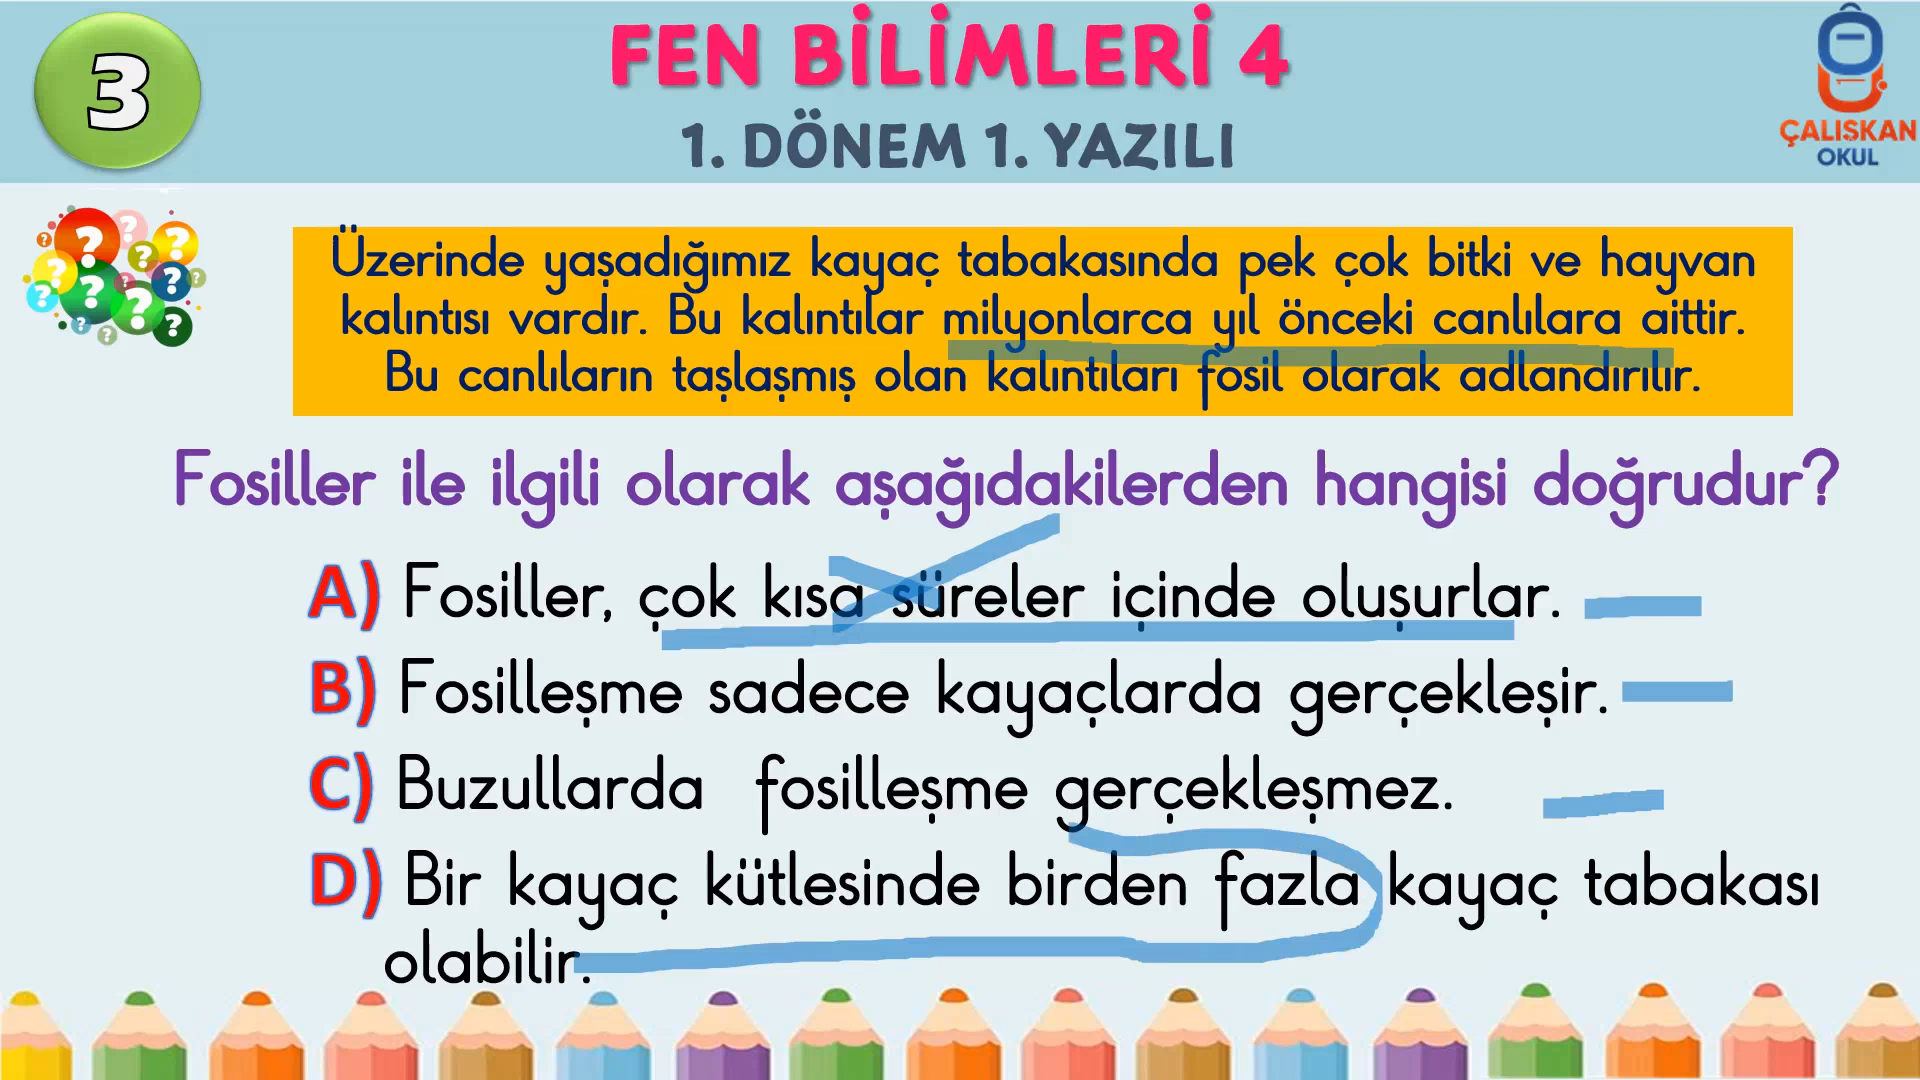 3
FEN BİLİMLERİ 4
1. DÖNEM 1. YAZILI
ÇALIŞKAN
OKUL
Üzerinde yaşadığımız kayaç tabakasında pek çok bitki ve hayvan
kalıntısı vardır. Bu kalıntılar milyonlarca yıl önceki canlılara aittir.
Bu canlıların taşlaşmış olan kalıntıları fosil olarak adlandırılır.
Fosiller ile ilgili olarak aşağıdakilerden hangisi doğrudur?
A) Fosiller, çok kısa süreler içinde oluşurlar.
B) Fosilleşme sadece kayaçlarda gerçekleşir.
C) Buzullarda fosilleşme gerçekleşmez.
D) Bir kayaç kütlesinde birden fazla kayaç tabakası
olabilir.